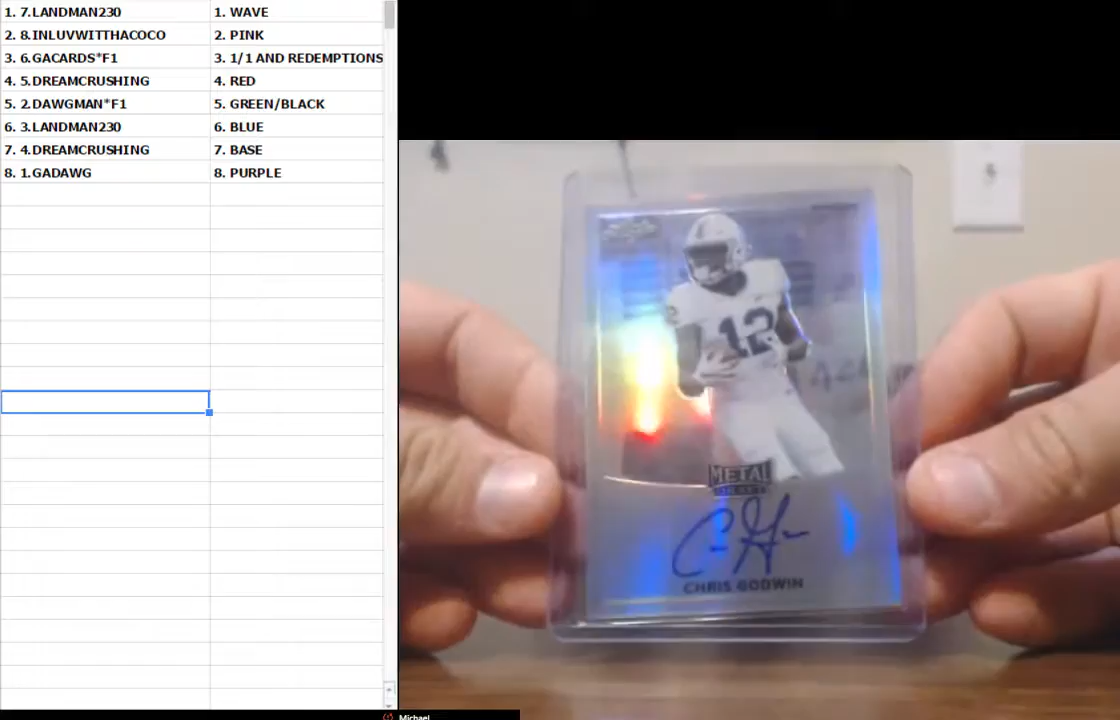 1. 7.LANDMAN230 1. WAVE
2. 8.INLUVWITTHACOCO 2. PINK
3. 6.GACARDS*F1 3. 1/1 AND REDEMPTIONS
4. 5.DREAMCRUSHING 4. RED
5. 2.DAWGMAN*F1 5. GREEN/BLACK
6. 3.LANDMAN230 6. BLUE
7. 4.DREAMCRUSHING 7. BASE
8. 1.GADAWG 8. PURPLE
12
METAL
DRAFT
CHRIS GODWIN
Michael